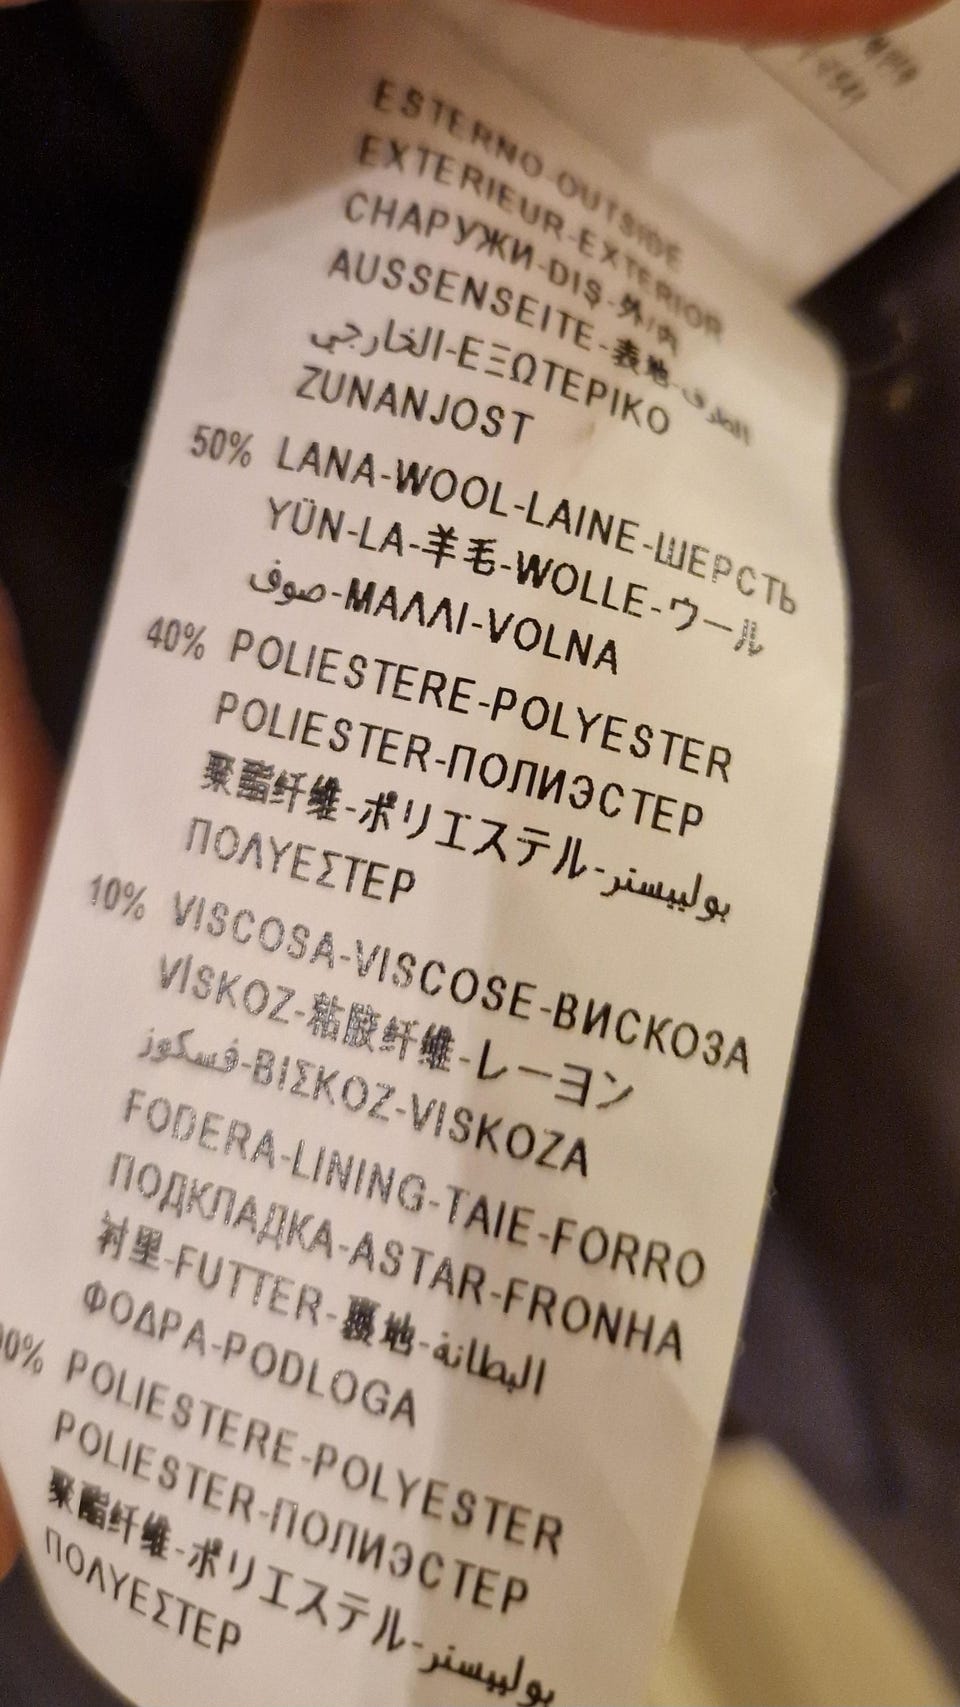 ESTERNO-OUTSIDE
EXTERIEUR-EXTERIOR
СНАРУЖИ-DIŞ-外/肉
AUSSENSEITE-表地-الطرف
الخارجي-ΕΞΩΤΕΡΙΚΟ
ZUNANJOST
50% LANA-WOOL-LAINE-ШЕРСТЬ
YÜN-LA-羊毛-WOLLE-ウール
صوف-ΜΑΛΛΙ-VOLNA
40% POLIESTERE-POLYESTER
POLIESTER-ПОЛИЭСТЕР
聚酯纤维-ポリエステル-بوليستر
ΠΟΛΥΕΣΤΕΡ
10% VISCOSA-VISCOSE-ВИСКОЗА
VİSKOZ-粘胶纤维-レーヨン
فسكوز-ΒΙΣΚΟΖ-VISKOZA
FODERA-LINING-TAIE-FORRO
ПОДКЛАДКА-ASTAR-FRONHA
衬里-FUTTER-裏地-البطانة
ΦΟΔΡΑ-PODLOGA
00% POLIESTERE-POLYESTER
POLIESTER-ПОЛИЭСТЕР
聚酯纤维-ポリエステル-بوليستر
ΠΟΛΥΕΣΤΕΡ